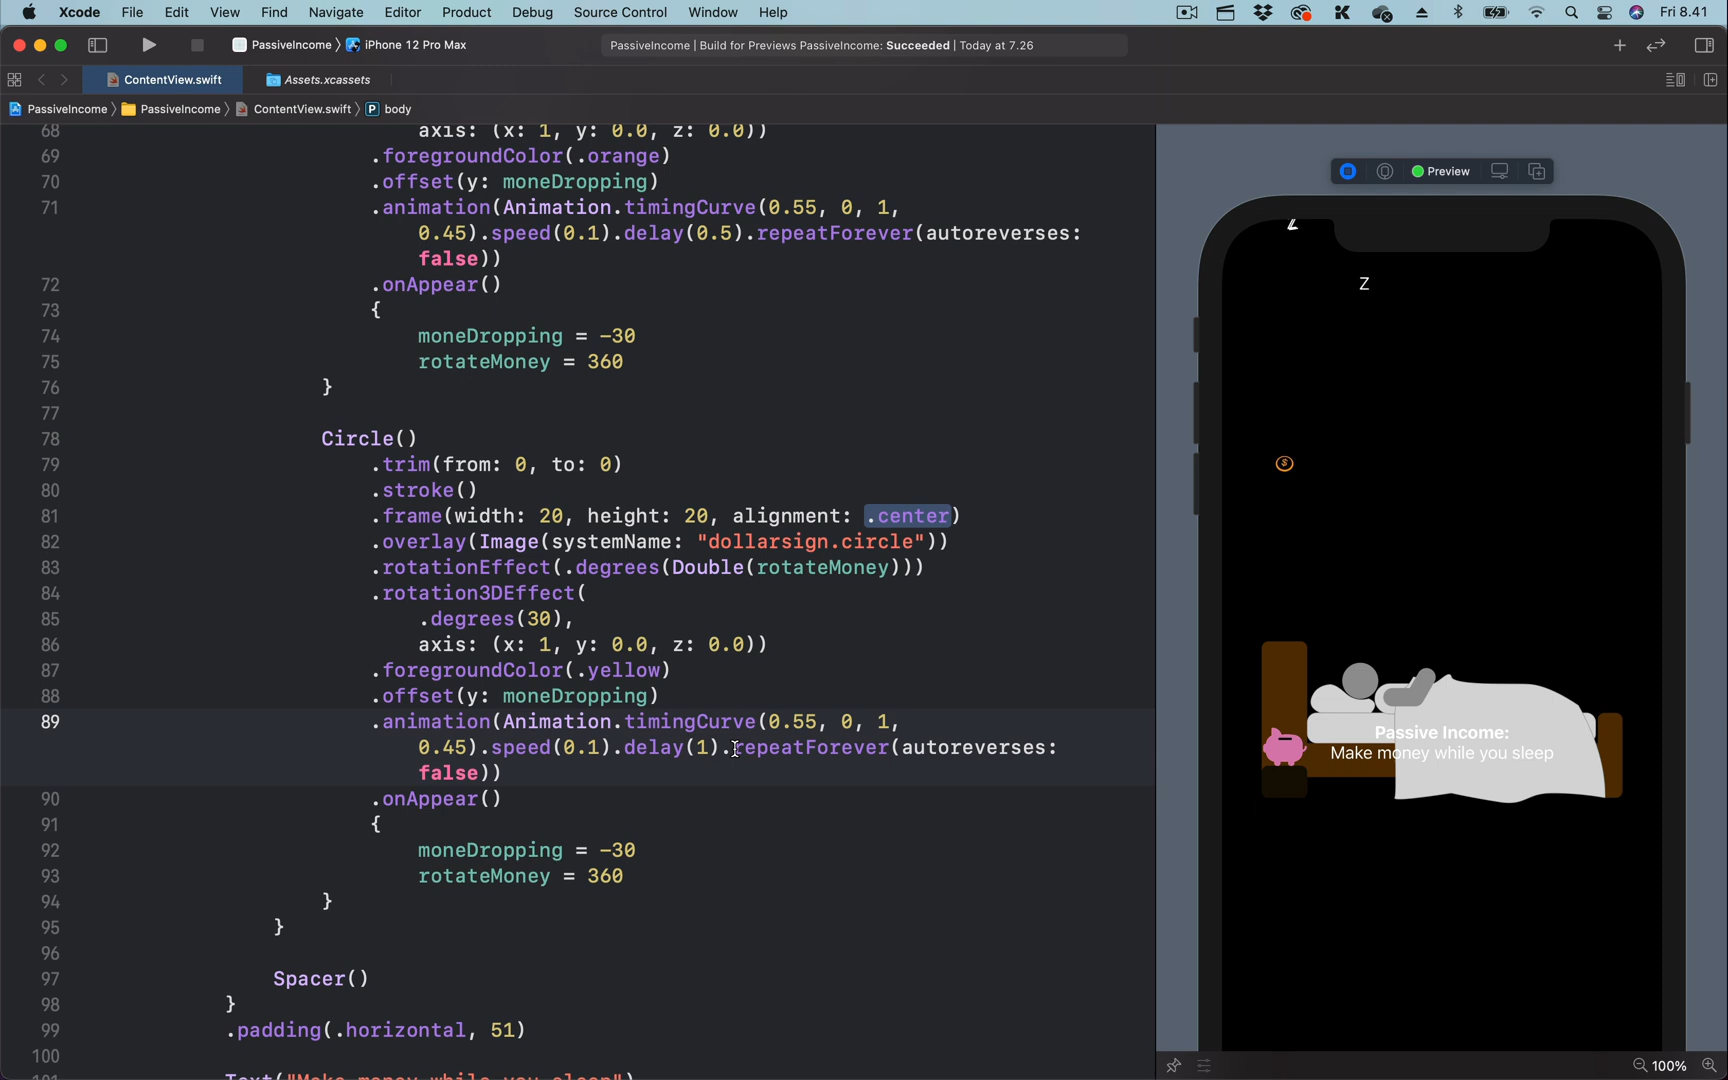 Xcode File Edit View Find Navigate Editor Product Debug Source Control Window Help Fri 8.41
PassiveIncome iPhone 12 Pro Max PassiveIncome | Build for Previews PassiveIncome: Succeeded | Today at 7.26
ContentView.swift Assets.xcassets
PassiveIncome PassiveIncome ContentView.swift P body
68 axis: (x: 1, y: 0.0, z: 0.0))
69 .foregroundColor(.orange)
70 .offset(y: moneDropping)
71 .animation(Animation.timingCurve(0.55, 0, 1,
0.45).speed(0.1).delay(0.5).repeatForever(autoreverses:
false))
72 .onAppear()
73 {
74 moneDropping = -30
75 rotateMoney = 360
76 }
77
78 Circle()
79 .trim(from: 0, to: 0)
80 .stroke()
81 .frame(width: 20, height: 20, alignment: .center)
82 .overlay(Image(systemName: "dollarsign.circle"))
83 .rotationEffect(.degrees(Double(rotateMoney)))
84 .rotation3DEffect(
85 .degrees(30),
86 axis: (x: 1, y: 0.0, z: 0.0))
87 .foregroundColor(.yellow)
88 .offset(y: moneDropping)
89 .animation(Animation.timingCurve(0.55, 0, 1,
0.45).speed(0.1).delay(1).repeatForever(autoreverses:
false))
90 .onAppear()
91 {
92 moneDropping = -30
93 rotateMoney = 360
94 }
95 }
96
97 Spacer()
98 }
99 .padding(.horizontal, 51)
100
Text("Make money while you sleep")
Preview
Z
$
Passive Income:
Make money while you sleep
100%